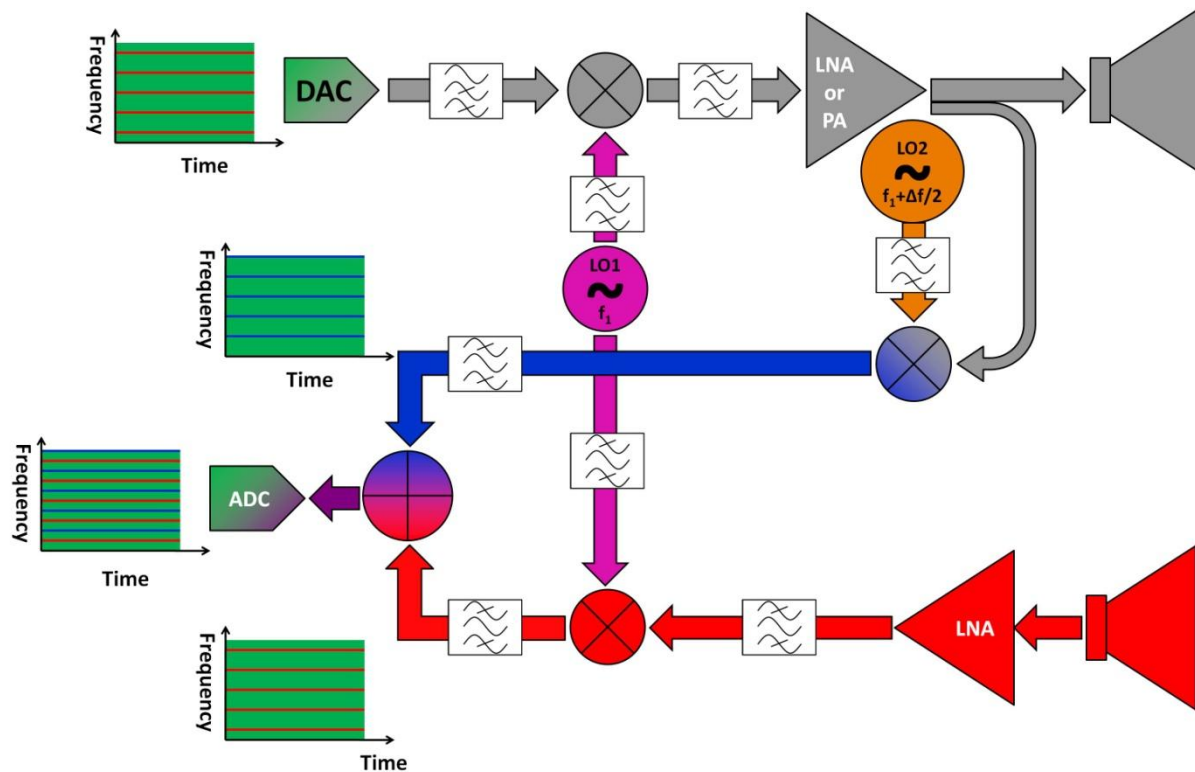 Frequency
Time
DAC
LNA
or
PA
LO2
~
f₁+Δf/2
Frequency
Time
LO1
~
f₁
Frequency
Time
ADC
LNA
Frequency
Time